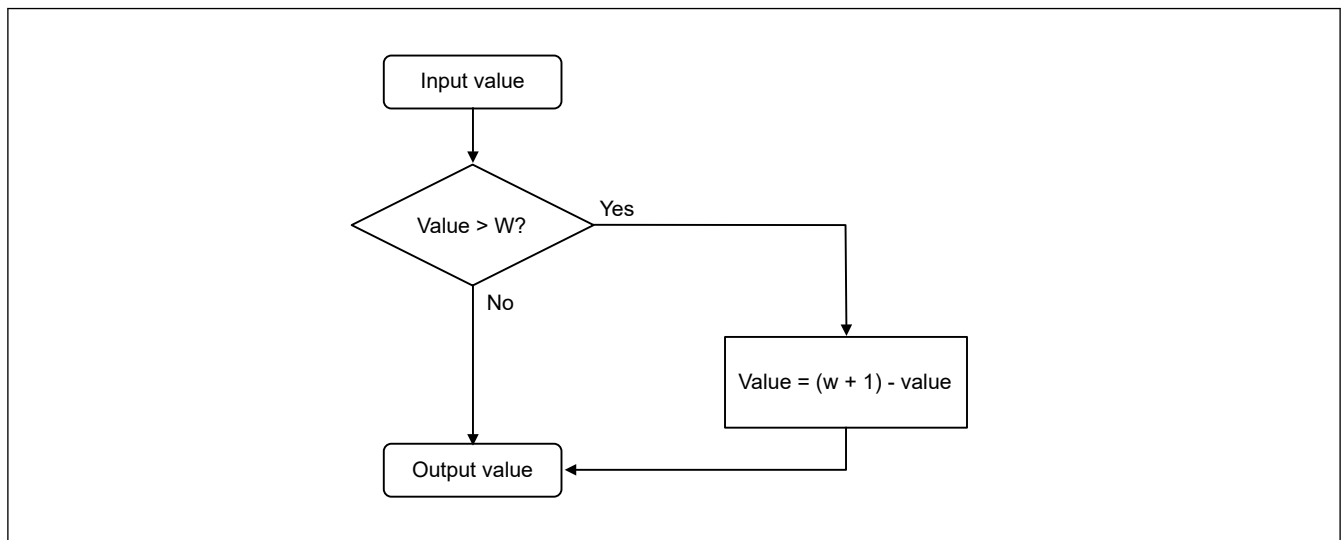 Input value
Value > W?
Yes
No
Value = (w + 1) - value
Output value